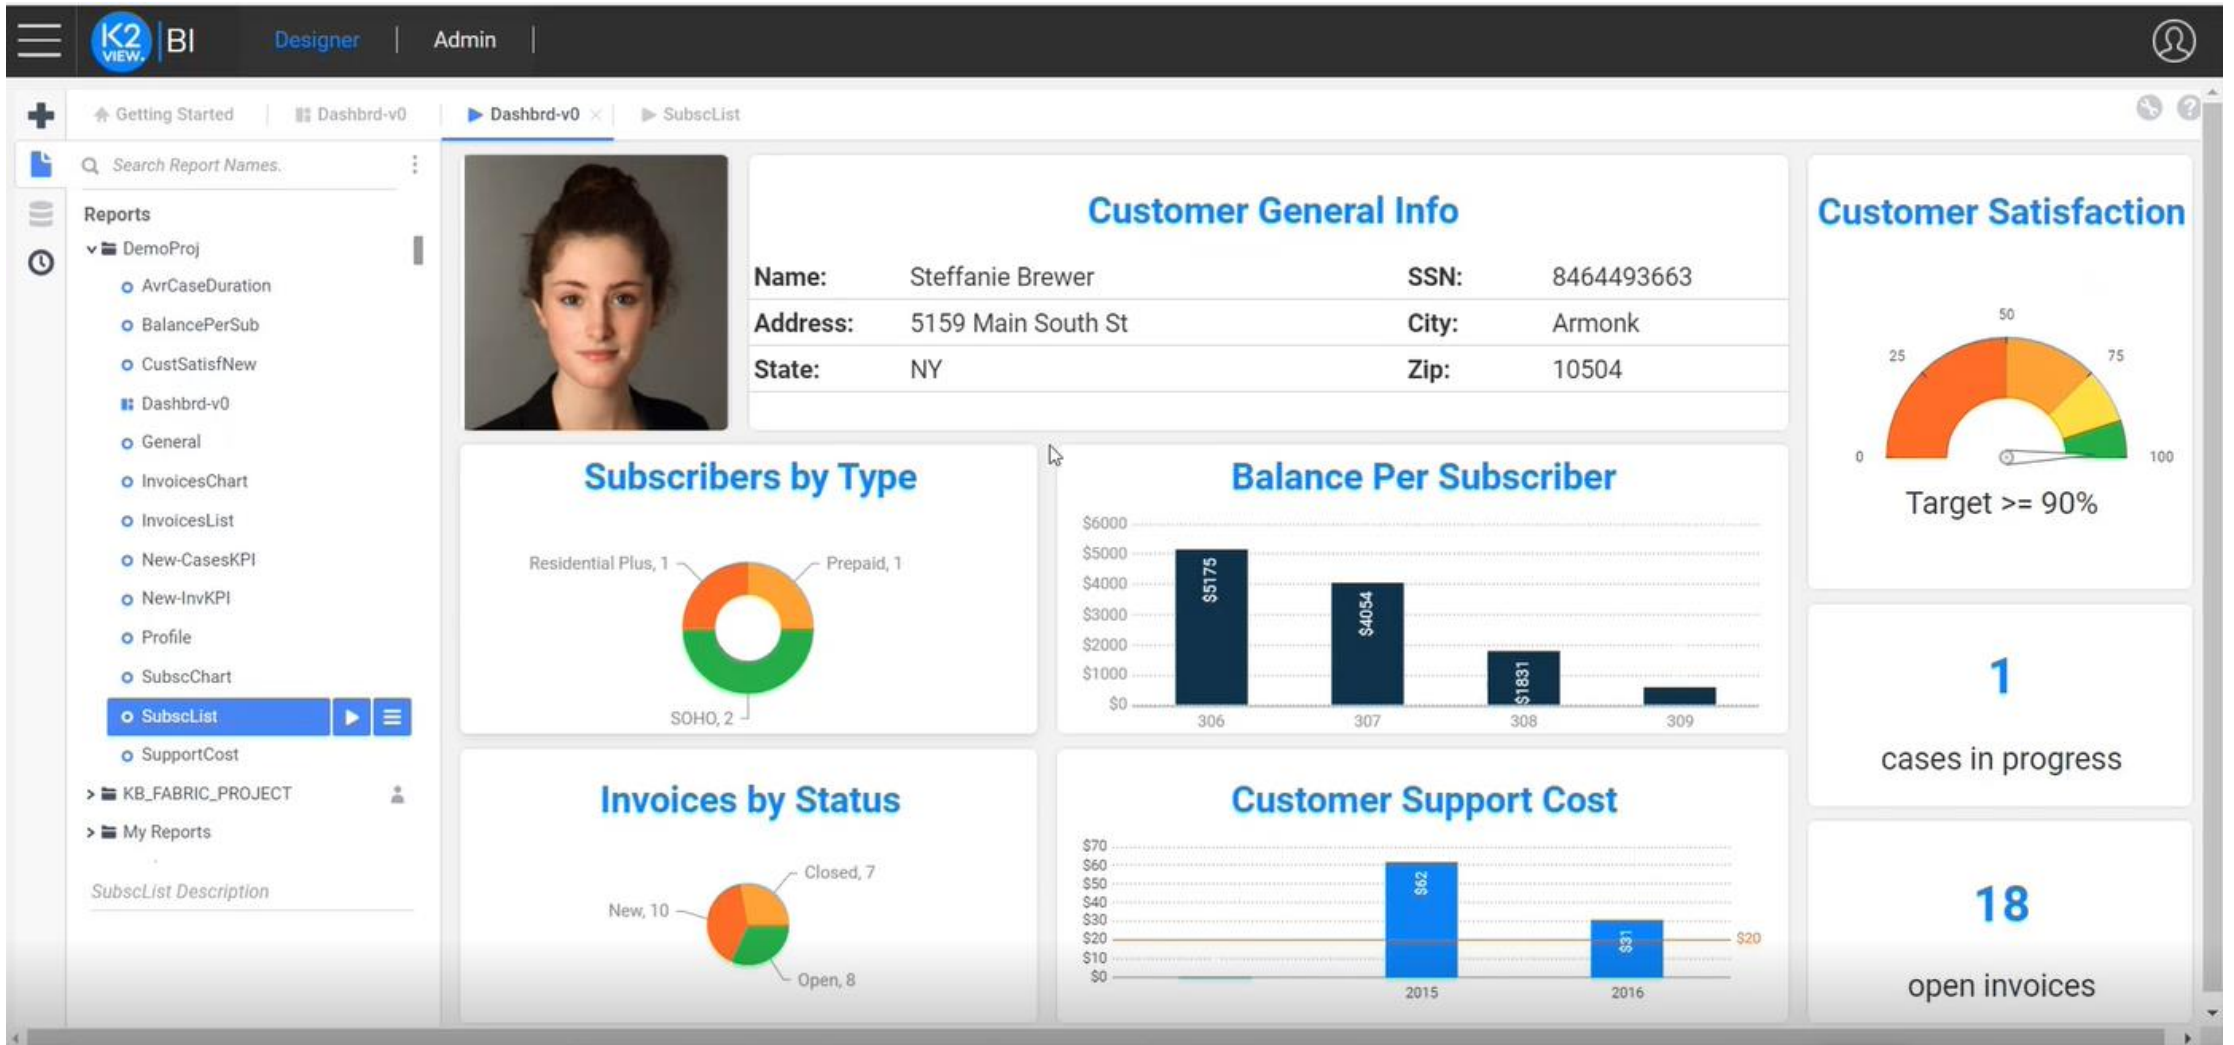 K2 VIEW. BI Designer | Admin |
Getting Started Dashbrd-v0 Dashbrd-v0 × SubscList ?
Search Report Names.
Reports
DemoProj
AvrCaseDuration
BalancePerSub
CustSatisfNew
Dashbrd-v0
General
InvoicesChart
InvoicesList
New-CasesKPI
New-InvKPI
Profile
SubscChart
SubscList
SupportCost
KB_FABRIC_PROJECT
My Reports
SubscList Description
Customer General Info
Name: Steffanie Brewer SSN: 8464493663
Address: 5159 Main South St City: Armonk
State: NY Zip: 10504
Customer Satisfaction
50
25 75
0 100
Target >= 90%
Subscribers by Type
Residential Plus, 1 Prepaid, 1
SOHO, 2
Balance Per Subscriber
$6000
$5000
$4000
$3000
$2000
$1000
$0
$5175 $4054 $1831
306 307 308 309
1
cases in progress
Invoices by Status
Closed, 7
New, 10
Open, 8
Customer Support Cost
$70
$60
$50
$40
$30
$20
$10
$0
$62 $31 $20
2015 2016
18
open invoices